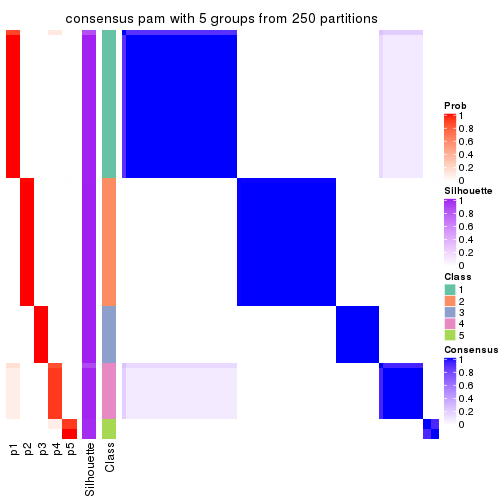 consensus pam with 5 groups from 250 partitions
Prob
1
0.8
0.6
0.4
0.2
0
Silhouette
1
0.8
0.6
0.4
0.2
0
Class
1
2
3
4
5
Consensus
1
0.8
0.6
0.4
0.2
0
p1
p2
p3
p4
p5
Silhouette
Class